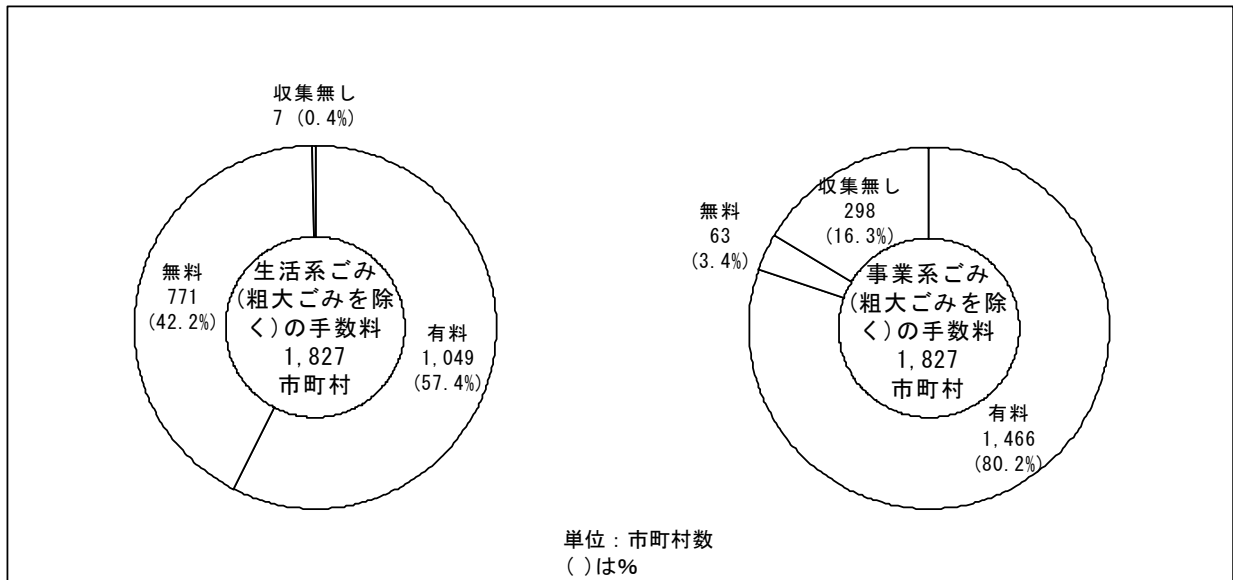 収集無し
7 (0.4%)
無料
771
(42.2%)
生活系ごみ
(粗大ごみを除
く)の手数料
1,827
市町村
有料
1,049
(57.4%)
収集無し
298
(16.3%)
無料
63
(3.4%)
事業系ごみ
(粗大ごみを除
く)の手数料
1,827
市町村
有料
1,466
(80.2%)
単位：市町村数
( )は%